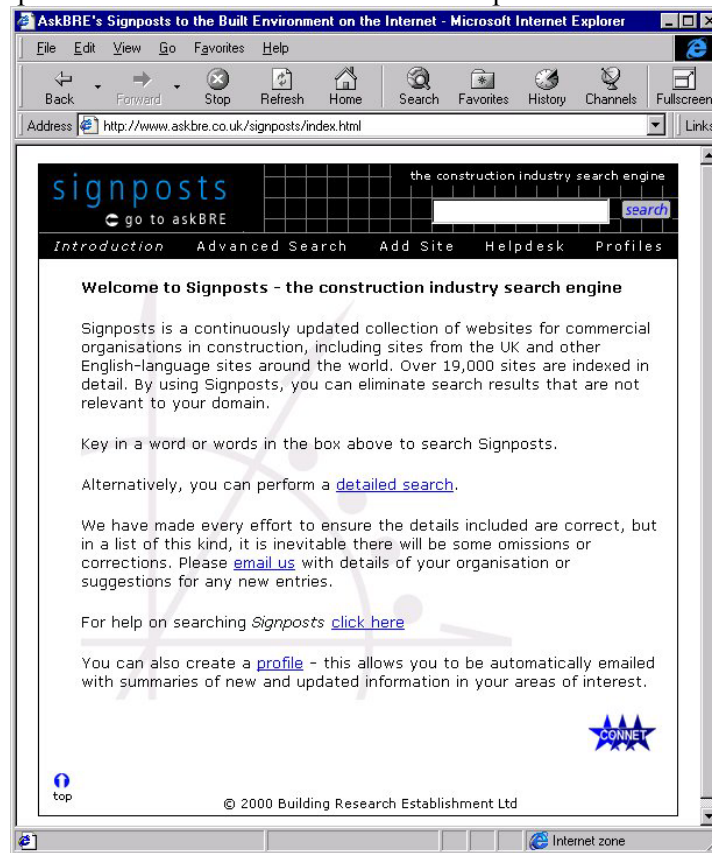 AskBRE's Signposts to the Built Environment on the Internet - Microsoft Internet Explorer
File Edit View Go Favorites Help
Back Forward Stop Refresh Home Search Favorites History Channels Fullscreen
Address http://www.askbre.co.uk/signposts/index.html Links
signposts
the construction industry search engine
go to askBRE
search
Introduction Advanced Search Add Site Helpdesk Profiles
Welcome to Signposts - the construction industry search engine
Signposts is a continuously updated collection of websites for commercial
organisations in construction, including sites from the UK and other
English-language sites around the world. Over 19,000 sites are indexed in
detail. By using Signposts, you can eliminate search results that are not
relevant to your domain.
Key in a word or words in the box above to search Signposts.
Alternatively, you can perform a detailed search.
We have made every effort to ensure the details included are correct, but
in a list of this kind, it is inevitable there will be some omissions or
corrections. Please email us with details of your organisation or
suggestions for any new entries.
For help on searching Signposts click here
You can also create a profile - this allows you to be automatically emailed
with summaries of new and updated information in your areas of interest.
CONNET
top
© 2000 Building Research Establishment Ltd
Internet zone